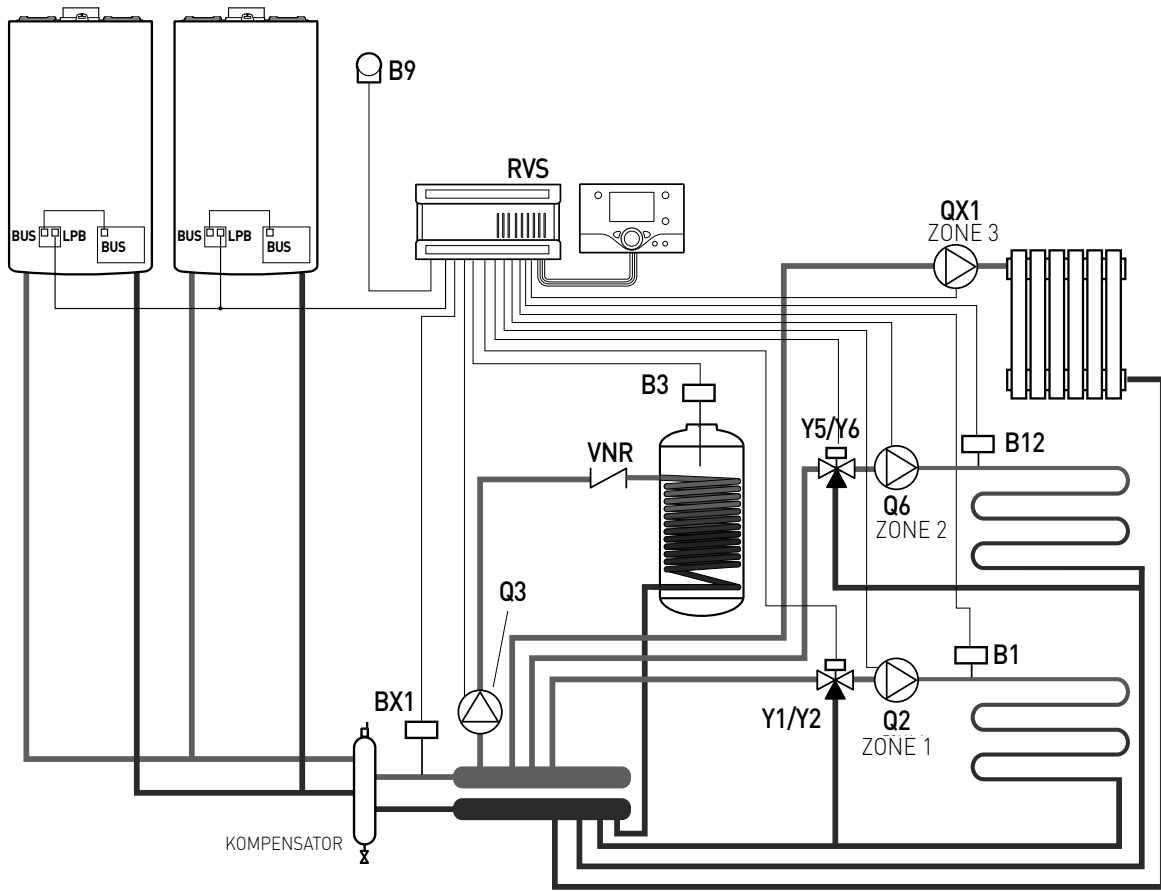 B9
RVS
QX1
ZONE 3
BUS
LPB
BUS
BUS
LPB
BUS
B3
Y5/Y6
B12
VNR
Q6
ZONE 2
Q3
B1
BX1
Y1/Y2
Q2
ZONE 1
KOMPENSATOR